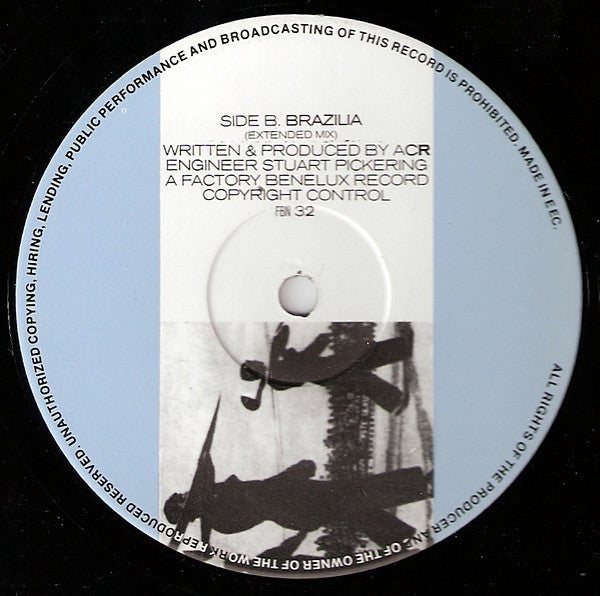 SIDE B. BRAZILIA
(EXTENDED MIX)
WRITTEN & PRODUCED BY ACR
ENGINEER STUART PICKERING
A FACTORY BENELUX RECORD
COPYRIGHT CONTROL
FBN 32
ALL RIGHTS OF THE PRODUCER AND OF THE OWNER OF THE WORK REPRODUCED RESERVED. UNAUTHORIZED COPYING, HIRING, LENDING, PUBLIC PERFORMANCE AND BROADCASTING OF THIS RECORD IS PROHIBITED. MADE IN EEC.